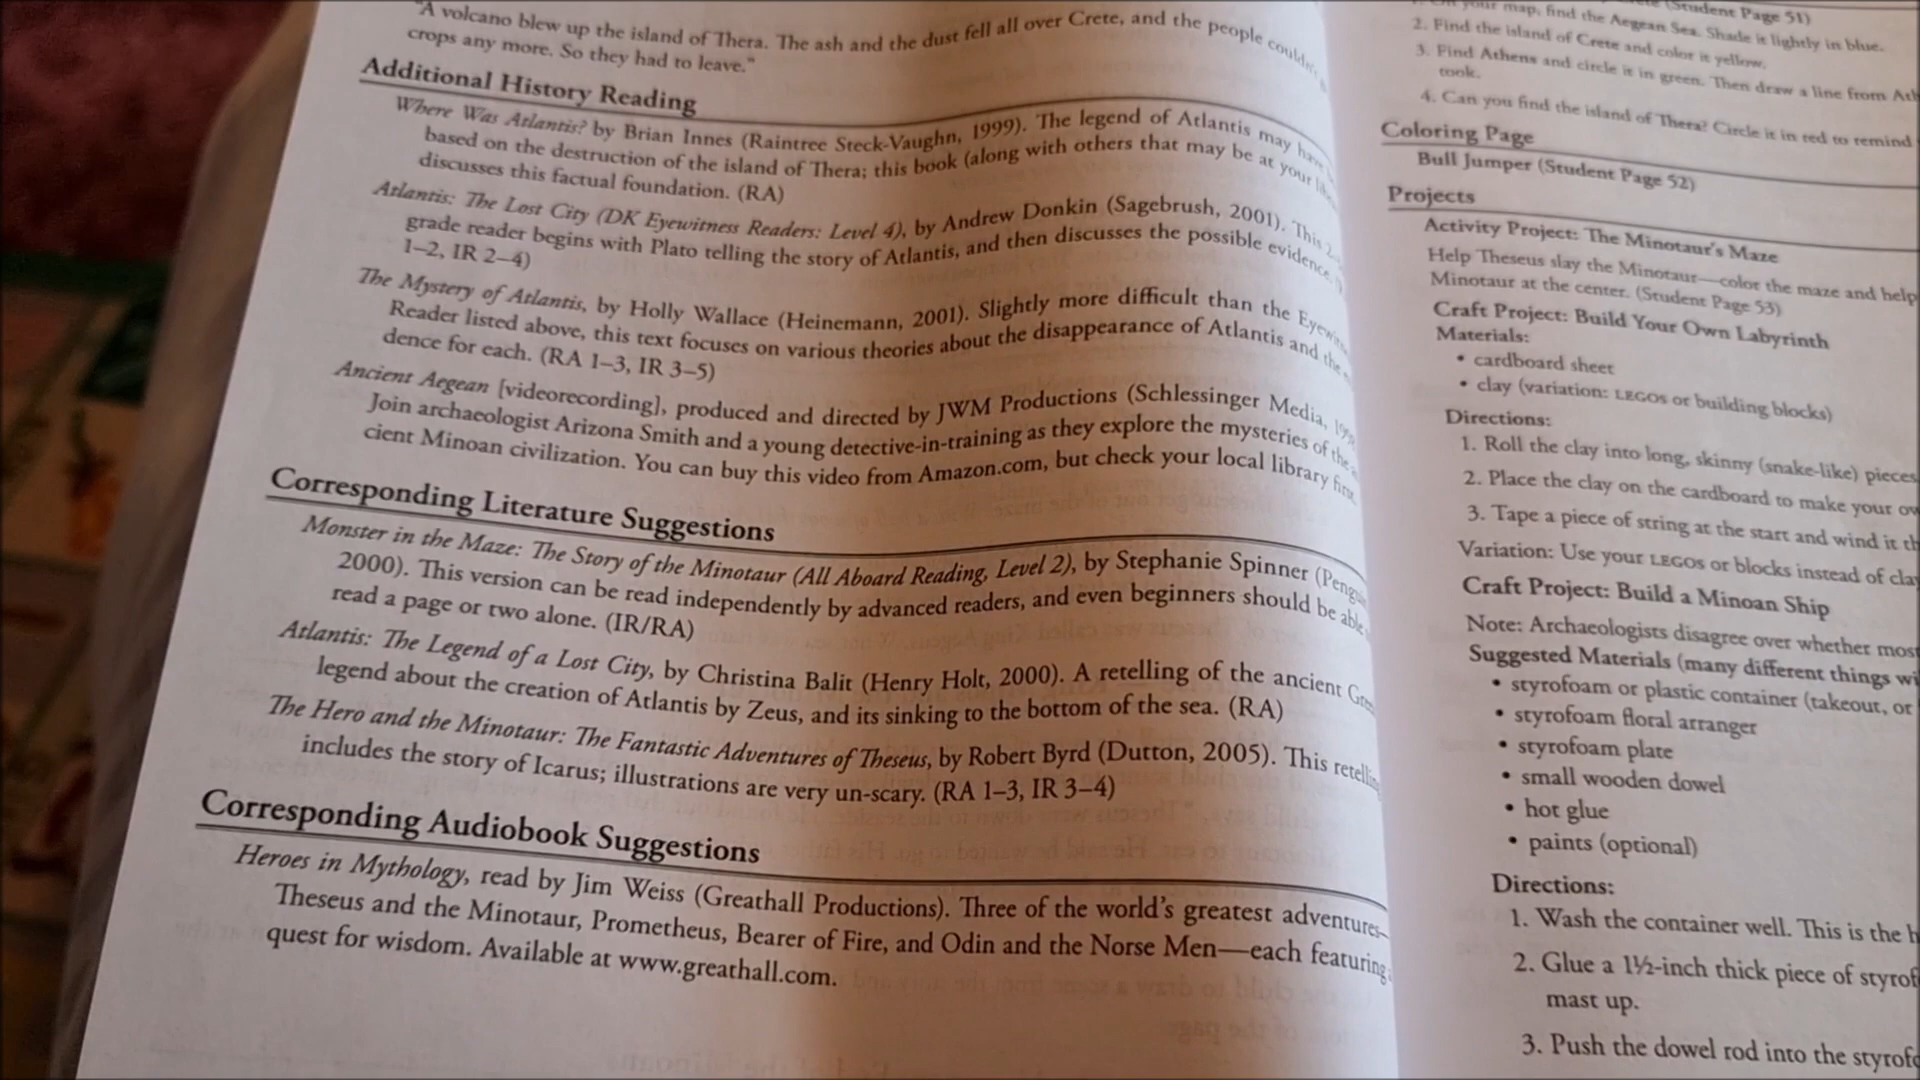 "A volcano blew up the island of Thera. The ash and the dust fell all over Crete, and the people couldn't
crops any more. So they had to leave."
Additional History Reading
Where Was Atlantis? by Brian Innes (Raintree Steck-Vaughn, 1999). The legend of Atlantis may have
based on the destruction of the island of Thera; this book (along with others that may be at your
discusses this factual foundation. (RA)
Atlantis: The Lost City (DK Eyewitness Readers: Level 4), by Andrew Donkin (Sagebrush, 2001). This
grade reader begins with Plato telling the story of Atlantis, and then discusses the possible evidence.
1–2, IR 2–4)
The Mystery of Atlantis, by Holly Wallace (Heinemann, 2001). Slightly more difficult than the
Reader listed above, this text focuses on various theories about the disappearance of Atlantis and the
dence for each. (RA 1–3, IR 3–5)
Ancient Aegean [videorecording], produced and directed by JWM Productions (Schlessinger Media,
Join archaeologist Arizona Smith and a young detective-in-training as they explore the mysteries of the
cient Minoan civilization. You can buy this video from Amazon.com, but check your local library first.
Corresponding Literature Suggestions
Monster in the Maze: The Story of the Minotaur (All Aboard Reading, Level 2), by Stephanie Spinner
2000). This version can be read independently by advanced readers, and even beginners should be able
read a page or two alone. (IR/RA)
Atlantis: The Legend of a Lost City, by Christina Balit (Henry Holt, 2000). A retelling of the ancient
legend about the creation of Atlantis by Zeus, and its sinking to the bottom of the sea. (RA)
The Hero and the Minotaur: The Fantastic Adventures of Theseus, by Robert Byrd (Dutton, 2005). This
includes the story of Icarus; illustrations are very un-scary. (RA 1–3, IR 3–4)
Corresponding Audiobook Suggestions
Heroes in Mythology, read by Jim Weiss (Greathall Productions). Three of the world's greatest adventures—
Theseus and the Minotaur, Prometheus, Bearer of Fire, and Odin and the Norse Men—each featuring
quest for wisdom. Available at www.greathall.com.
(Student Page 51)
1. On your map, find the Aegean Sea. Shade it lightly in blue.
2. Find the island of Crete and color it yellow.
3. Find Athens and circle it in green. Then draw a line from
took.
4. Can you find the island of Thera? Circle it in red to remind
Coloring Page
Bull Jumper (Student Page 52)
Projects
Activity Project: The Minotaur's Maze
Help Theseus slay the Minotaur—color the maze and help
Minotaur at the center. (Student Page 53)
Craft Project: Build Your Own Labyrinth
Materials:
• cardboard sheet
• clay (variation: LEGOS or building blocks)
Directions:
1. Roll the clay into long, skinny (snake-like) pieces
2. Place the clay on the cardboard to make your
3. Tape a piece of string at the start and wind it
Variation: Use your LEGOS or blocks instead of
Craft Project: Build a Minoan Ship
Note: Archaeologists disagree over whether most
Suggested Materials (many different things
• styrofoam or plastic container (takeout, or
• styrofoam floral arranger
• styrofoam plate
• small wooden dowel
• hot glue
• paints (optional)
Directions:
1. Wash the container well. This is the
2. Glue a 1½-inch thick piece of
mast up.
3. Push the dowel rod into the